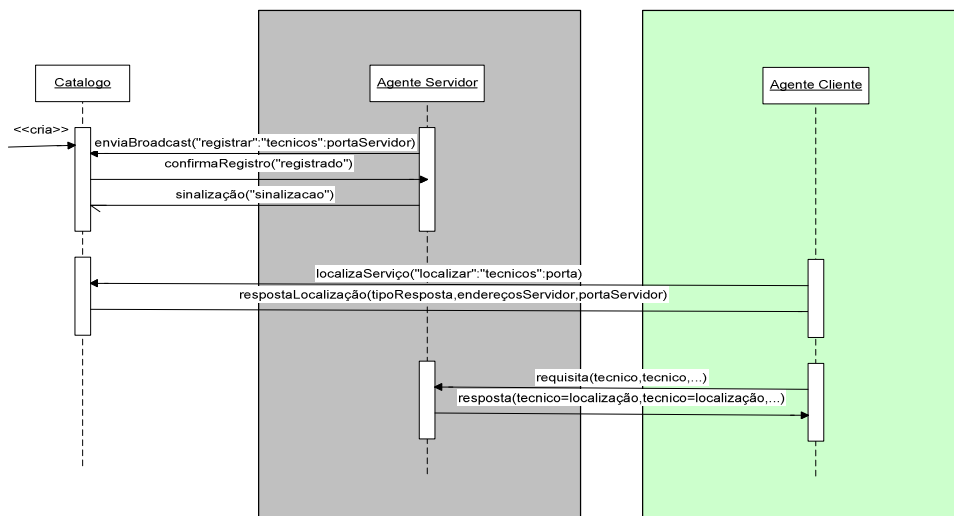 Catalogo
Agente Servidor
Agente Cliente
<<cria>>
enviaBroadcast("registrar":"tecnicos":portaServidor)
confirmaRegistro("registrado")
sinalização("sinalizacao")
localizaServiço("localizar":"tecnicos":porta)
respostaLocalização(tipoResposta,endereçosServidor,portaServidor)
requisita(tecnico,tecnico,...)
resposta(tecnico=localização,tecnico=localização,...)